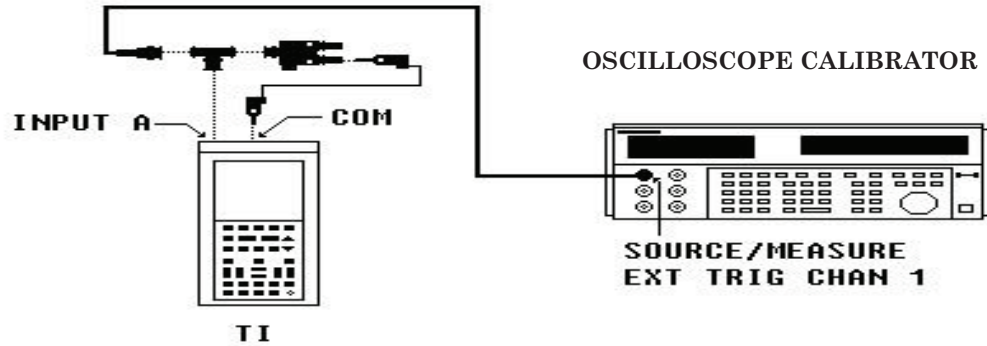 OSCILLOSCOPE CALIBRATOR
INPUT A
COM
SOURCE/MEASURE
EXT TRIG CHAN 1
TI